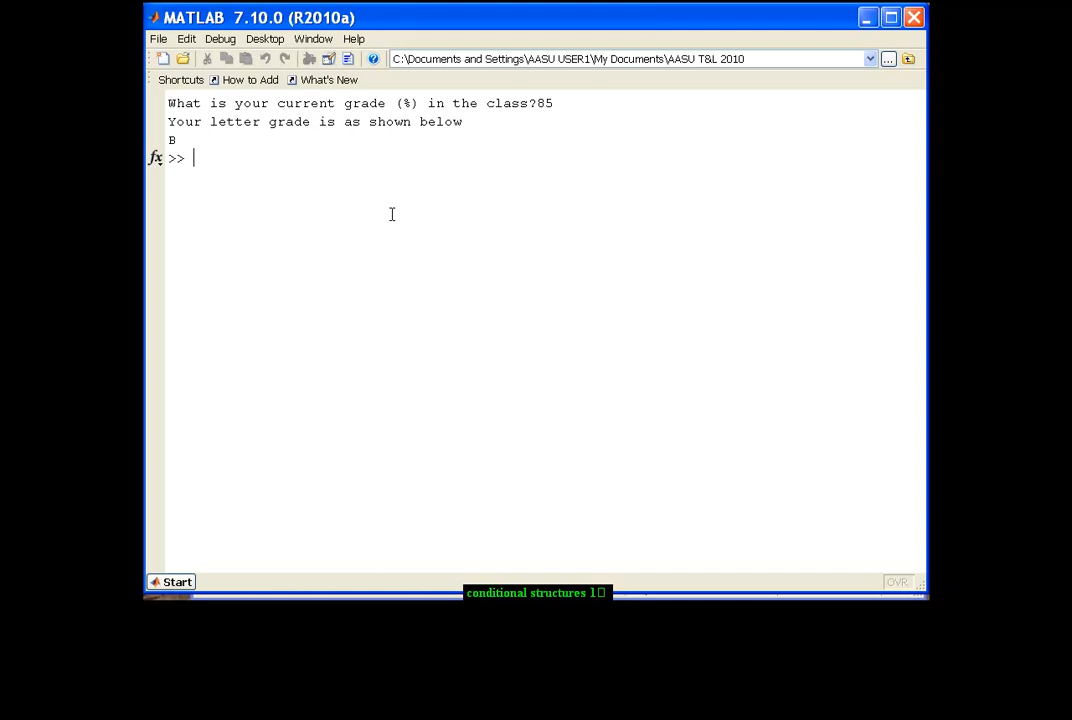 MATLAB 7.10.0 (R2010a)
File Edit Debug Desktop Window Help
C:\Documents and Settings\AASU USER1\My Documents\AASU T&L 2010
...
Shortcuts How to Add What's New
What is your current grade (%) in the class?85
Your letter grade is as shown below
B
fx >>
Start
OVR
conditional structures 1